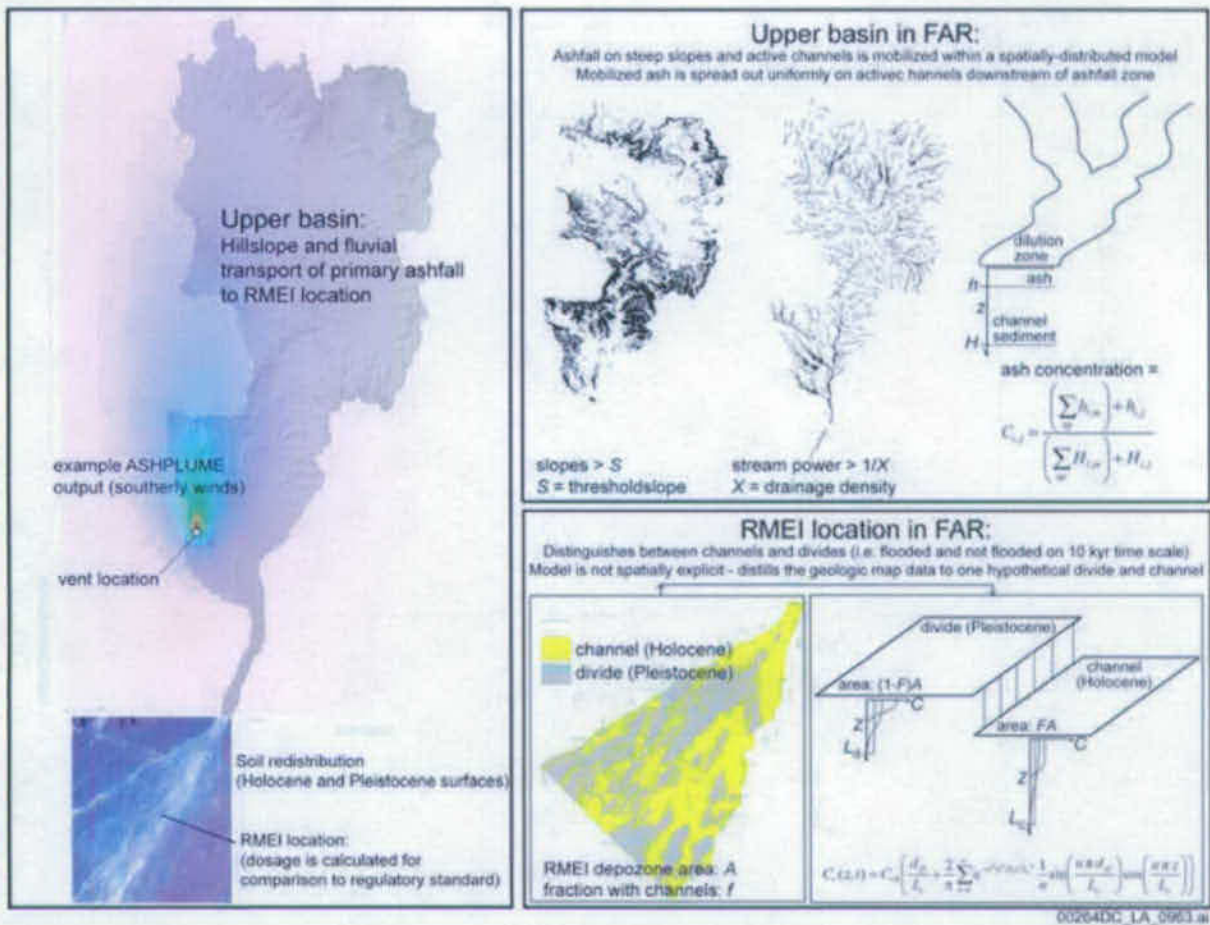 Upper basin:
Hillslope and fluvial
transport of primary ashfall
to RMEI location
example ASHPLUME
output (southerly winds)
vent location
Soil redistribution
(Holocene and Pleistocene surfaces)
RMEI location:
(dosage is calculated for
comparison to regulatory standard)
Upper basin in FAR:
Ashfall on steep slopes and active channels is mobilized within a spatially-distributed model
Mobilized ash is spread out uniformly on activec hannels downstream of ashfall zone
dilution
zone
h
ash
z
channel
sediment
H
ash concentration =
slopes > S
S = thresholdslope
stream power > 1/X
X = drainage density
RMEI location in FAR:
Distinguishes between channels and divides (i.e. flooded and not flooded on 10 kyr time scale)
Model is not spatially explicit - distills the geologic map data to one hypothetical divide and channel
channel (Holocene)
divide (Pleistocene)
RMEI depozone area: A
fraction with channels: f
divide (Pleistocene)
channel
(Holocene)
area: (1-F)A
C
z
L
area: FA
C
z
L
00264DC_LA_0963.ai